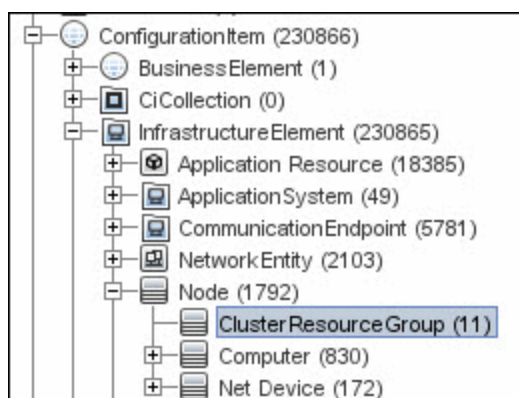 ConfigurationItem (230866)
BusinessElement (1)
CiCollection (0)
InfrastructureElement (230865)
Application Resource (18385)
ApplicationSystem (49)
CommunicationEndpoint (5781)
NetworkEntity (2103)
Node (1792)
ClusterResourceGroup (11)
Computer (830)
Net Device (172)